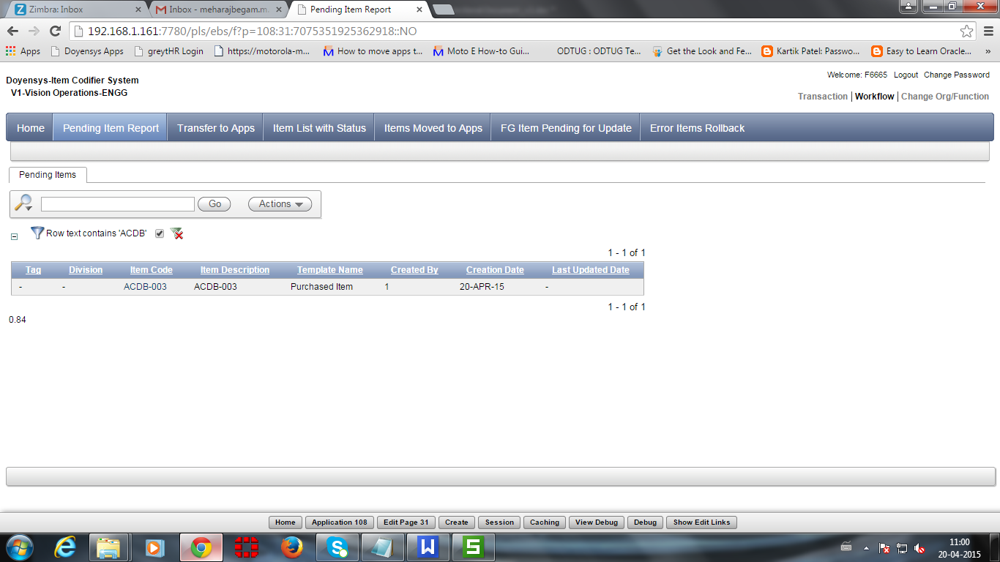 Zimbra: Inbox
Inbox - meharajbegam.m
Pending Item Report
192.168.1.161:7780/pls/ebs/f?p=108:31:7075351925362918::NO
Apps
Doyensys Apps
greytHR Login
https://motorola-m...
How to move apps t...
Moto E How-to Gui...
ODTUG : ODTUG Te...
Get the Look and Fe...
Kartik Patel: Passwo...
Easy to Learn Oracle...
»
Doyensys-Item Codifier System
V1-Vision Operations-ENGG
Welcome: F6665 Logout Change Password
Transaction | Workflow | Change Org/Function
Home
Pending Item Report
Transfer to Apps
Item List with Status
Items Moved to Apps
FG Item Pending for Update
Error Items Rollback
Pending Items
Go
Actions
Row text contains 'ACDB'
1 - 1 of 1
Tag Division Item Code Item Description Template Name Created By Creation Date Last Updated Date
- - ACDB-003 ACDB-003 Purchased Item 1 20-APR-15 -
1 - 1 of 1
0.84
Home
Application 108
Edit Page 31
Create
Session
Caching
View Debug
Debug
Show Edit Links
11:00
20-04-2015